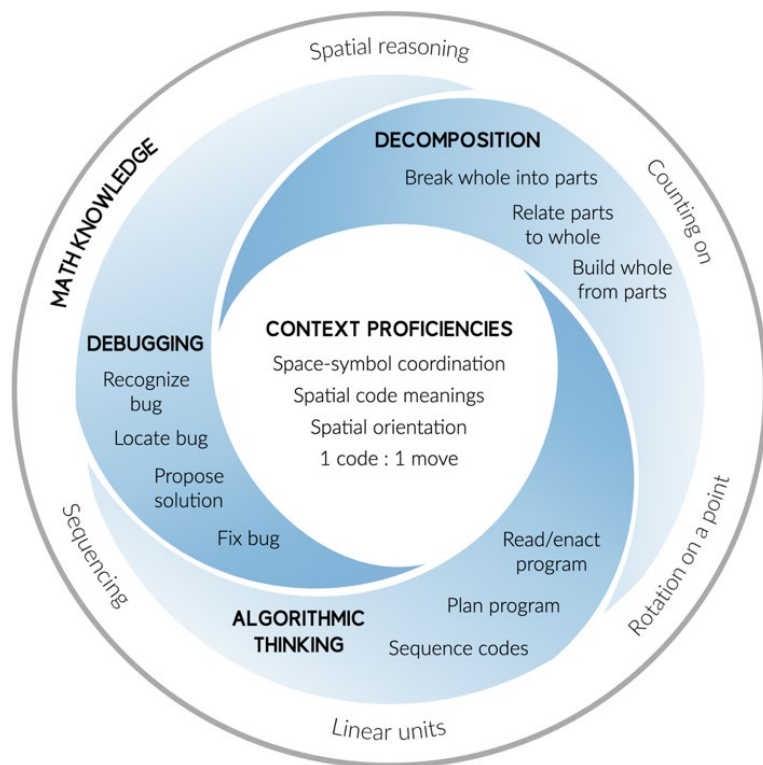 MATH KNOWLEDGE
Spatial reasoning
Counting on
Rotation on a point
Linear units
Sequencing
DECOMPOSITION
Break whole into parts
Relate parts
to whole
Build whole
from parts
DEBUGGING
Recognize
bug
Locate bug
Propose
solution
Fix bug
CONTEXT PROFICIENCIES
Space-symbol coordination
Spatial code meanings
Spatial orientation
1 code : 1 move
ALGORITHMIC
THINKING
Read/enact
program
Plan program
Sequence codes